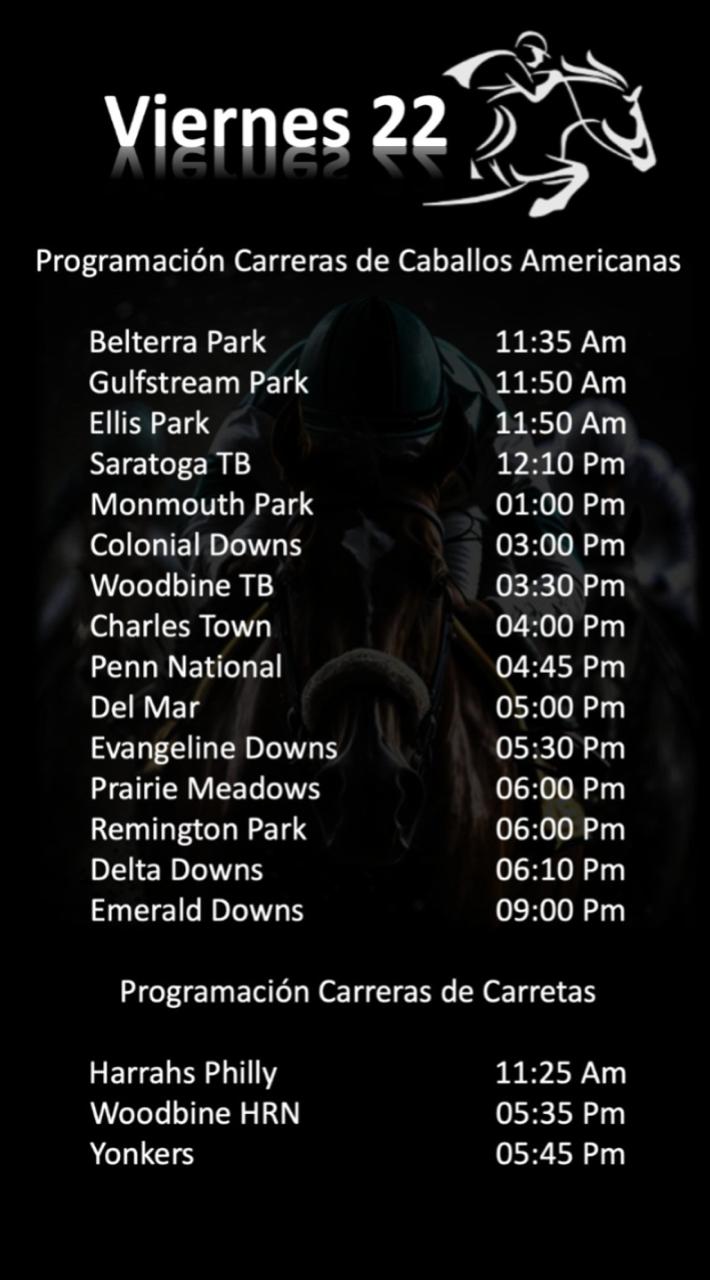 Viernes 22
Programación Carreras de Caballos Americanas
Belterra Park 11:35 Am
Gulfstream Park 11:50 Am
Ellis Park 11:50 Am
Saratoga TB 12:10 Pm
Monmouth Park 01:00 Pm
Colonial Downs 03:00 Pm
Woodbine TB 03:30 Pm
Charles Town 04:00 Pm
Penn National 04:45 Pm
Del Mar 05:00 Pm
Evangeline Downs 05:30 Pm
Prairie Meadows 06:00 Pm
Remington Park 06:00 Pm
Delta Downs 06:10 Pm
Emerald Downs 09:00 Pm
Programación Carreras de Carretas
Harrahs Philly 11:25 Am
Woodbine HRN 05:35 Pm
Yonkers 05:45 Pm